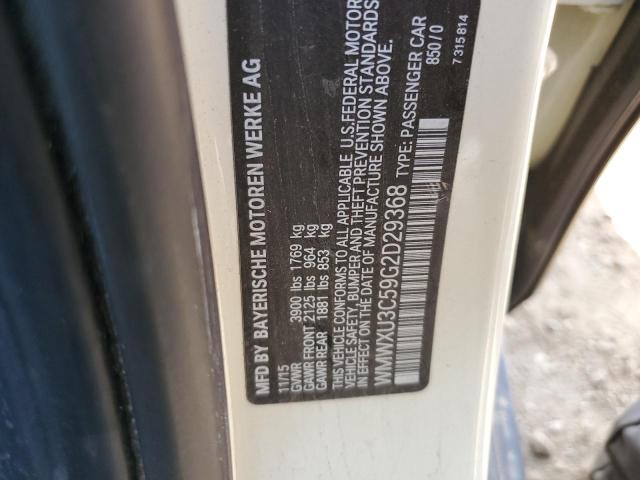 MFD BY BAYERISCHE MOTOREN WERKE AG
11/15
GVWR 3900 lbs 1769 kg
GAWR FRONT 2125 lbs 964 kg
GAWR REAR 1881 lbs 853 kg
THIS VEHICLE CONFORMS TO ALL APPLICABLE U.S.FEDERAL MOTOR
VEHICLE SAFETY, BUMPER, AND THEFT PREVENTION STANDARDS
IN EFFECT ON THE DATE OF MANUFACTURE SHOWN ABOVE.
WMWXU3C59G2D29368 TYPE: PASSENGER CAR
850/0
7 315 814